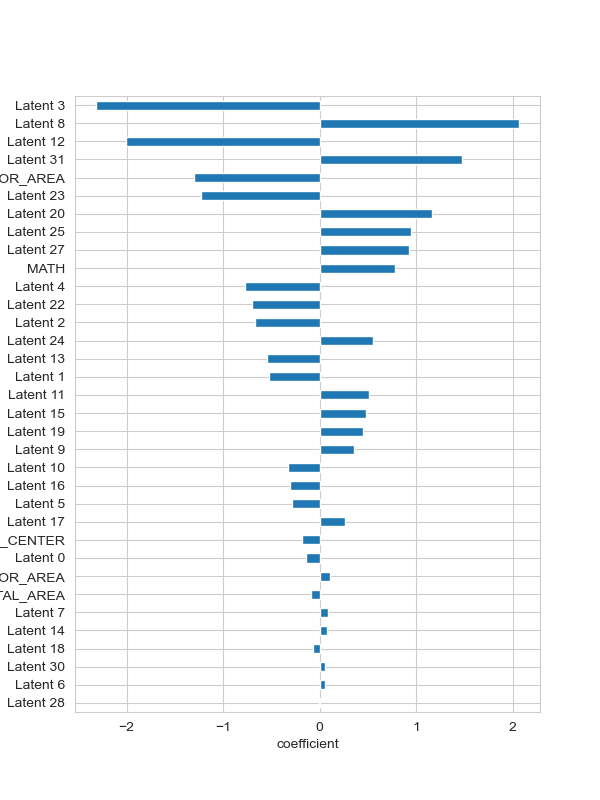 Latent 3
Latent 8
Latent 12
Latent 31
OR_AREA
Latent 23
Latent 20
Latent 25
Latent 27
MATH
Latent 4
Latent 22
Latent 2
Latent 24
Latent 13
Latent 1
Latent 11
Latent 15
Latent 19
Latent 9
Latent 10
Latent 16
Latent 5
Latent 17
_CENTER
Latent 0
OR_AREA
TAL_AREA
Latent 7
Latent 14
Latent 18
Latent 30
Latent 6
Latent 28
−2 −1 0 1 2
coefficient